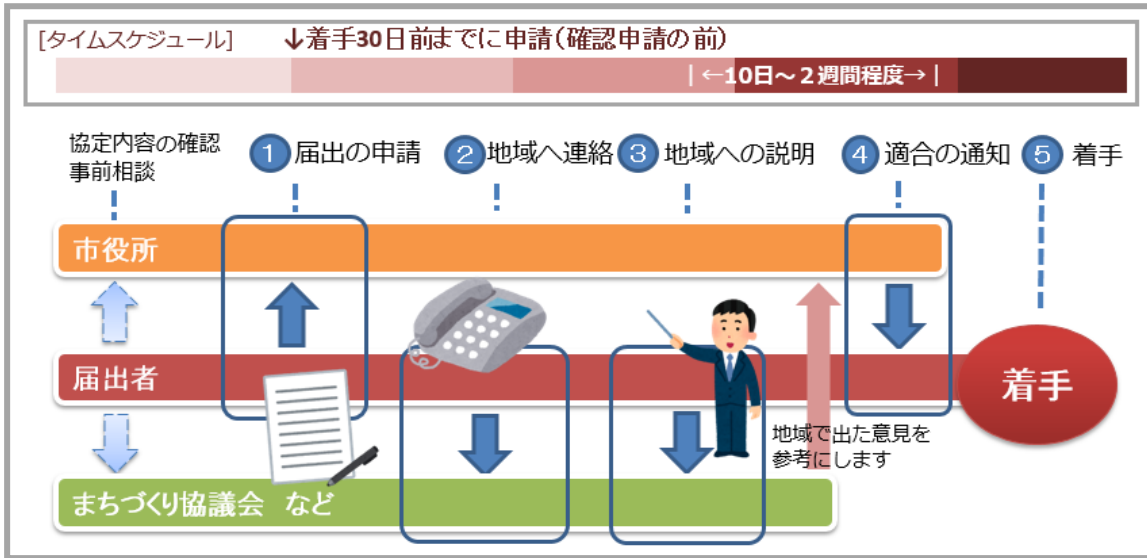 [タイムスケジュール] ↓着手30日前までに申請(確認申請の前)
|←10日～２週間程度→|
協定内容の確認
事前相談
① 届出の申請
② 地域へ連絡
③ 地域への説明
④ 適合の通知
⑤ 着手
市役所
届出者
着手
地域で出た意見を
参考にします
まちづくり協議会 など